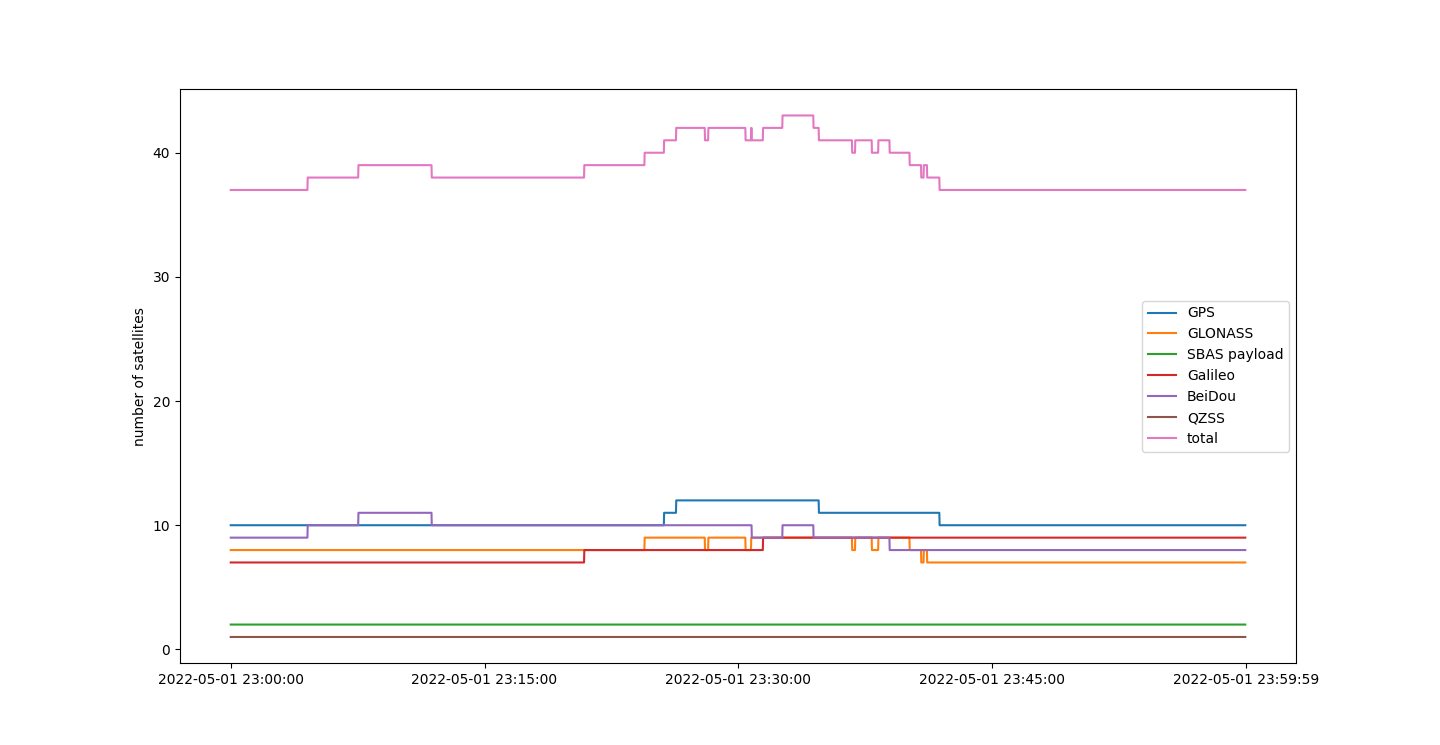 number of satellites
40
30
20
10
0
GPS
GLONASS
SBAS payload
Galileo
BeiDou
QZSS
total
2022-05-01 23:00:00
2022-05-01 23:15:00
2022-05-01 23:30:00
2022-05-01 23:45:00
2022-05-01 23:59:59